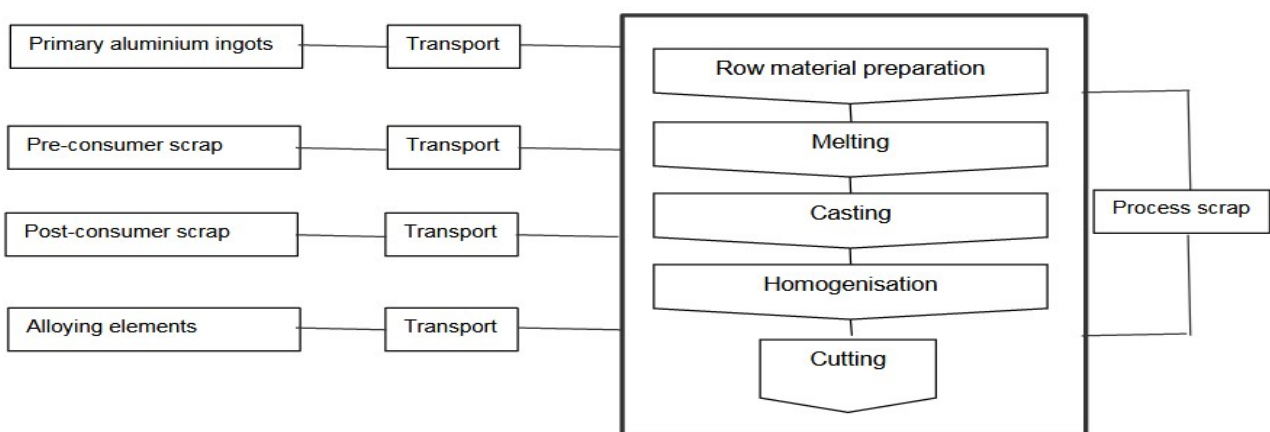 Primary aluminium ingots
Transport
Row material preparation
Pre-consumer scrap
Transport
Melting
Post-consumer scrap
Transport
Casting
Process scrap
Homogenisation
Alloying elements
Transport
Cutting